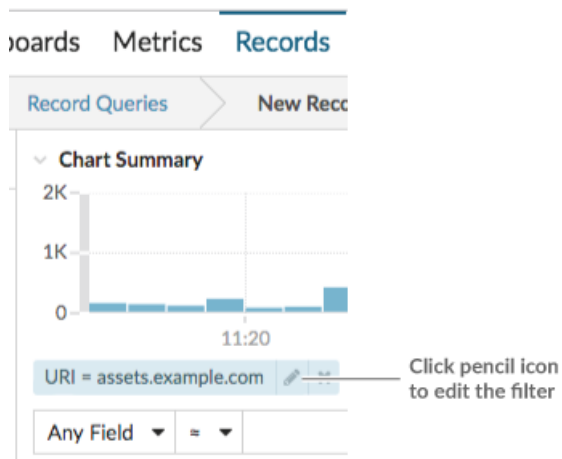 oards Metrics Records
Record Queries New Reco
Chart Summary
2K
1K
0
11:20
URI = assets.example.com
Click pencil icon
to edit the filter
Any Field ≈